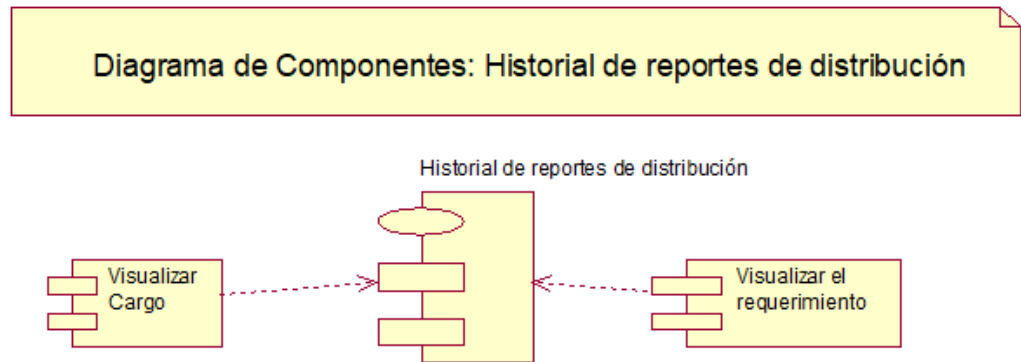 Diagrama de Componentes: Historial de reportes de distribución
Historial de reportes de distribución
Visualizar
Cargo
Visualizar el
requerimiento